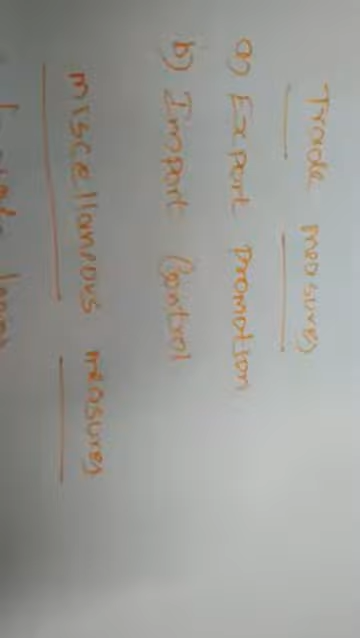 Trade measures
a) Export promotion
b) Import Control
Miscellaneous measures